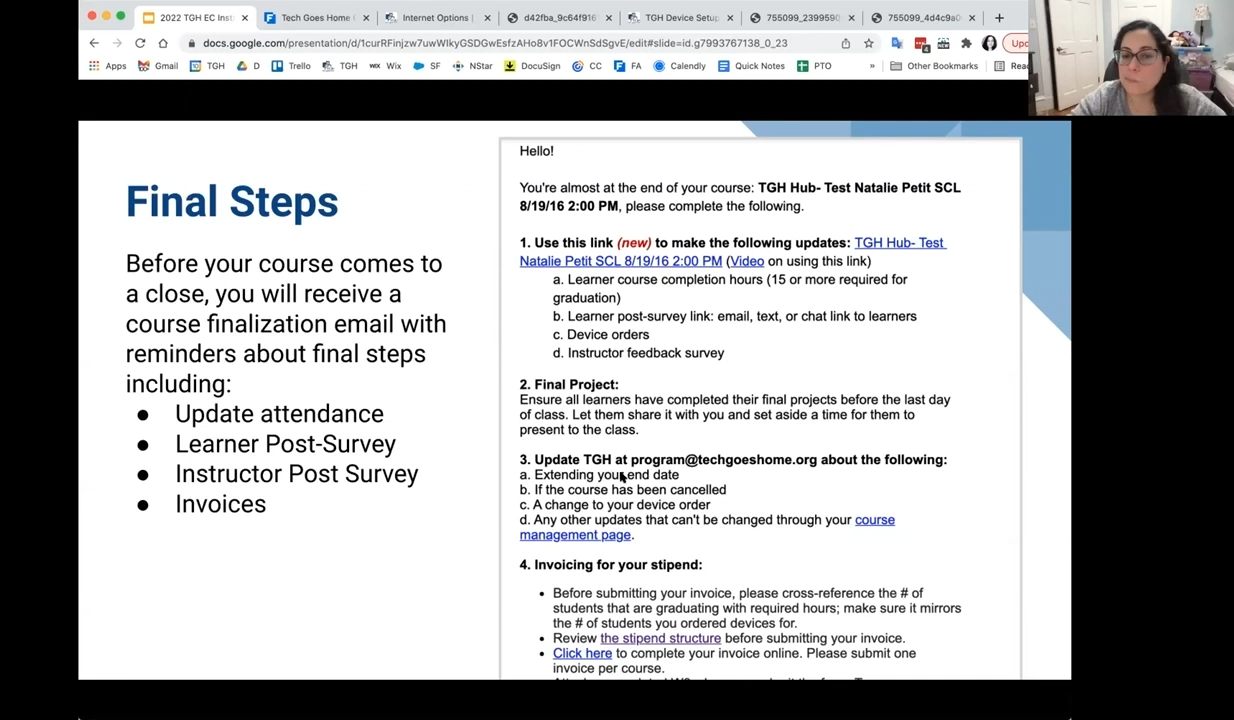 2022 TGH EC Inst
Tech Goes Home
Internet Options |
d42fba_9c64f916
TGH Device Setup
755099_2399590
755099_4d4c9a0
docs.google.com/presentation/d/1curRFinjzw7uwWlkyGSDGwEsfzAHo8v1FOCWnSdSgvE/edit#slide=id.g7993767138_0_23
Apps Gmail TGH D Trello TGH Wix SF NStar DocuSign CC FA Calendly Quick Notes PTO » Other Bookmarks
Final Steps
Before your course comes to
a close, you will receive a
course finalization email with
reminders about final steps
including:
● Update attendance
● Learner Post-Survey
● Instructor Post Survey
● Invoices
Hello!
You're almost at the end of your course: TGH Hub- Test Natalie Petit SCL
8/19/16 2:00 PM, please complete the following.
1. Use this link (new) to make the following updates: TGH Hub- Test
Natalie Petit SCL 8/19/16 2:00 PM (Video on using this link)
a. Learner course completion hours (15 or more required for
graduation)
b. Learner post-survey link: email, text, or chat link to learners
c. Device orders
d. Instructor feedback survey
2. Final Project:
Ensure all learners have completed their final projects before the last day
of class. Let them share it with you and set aside a time for them to
present to the class.
3. Update TGH at program@techgoeshome.org about the following:
a. Extending your end date
b. If the course has been cancelled
c. A change to your device order
d. Any other updates that can't be changed through your course
management page.
4. Invoicing for your stipend:
• Before submitting your invoice, please cross-reference the # of
students that are graduating with required hours; make sure it mirrors
the # of students you ordered devices for.
• Review the stipend structure before submitting your invoice.
• Click here to complete your invoice online. Please submit one
invoice per course.